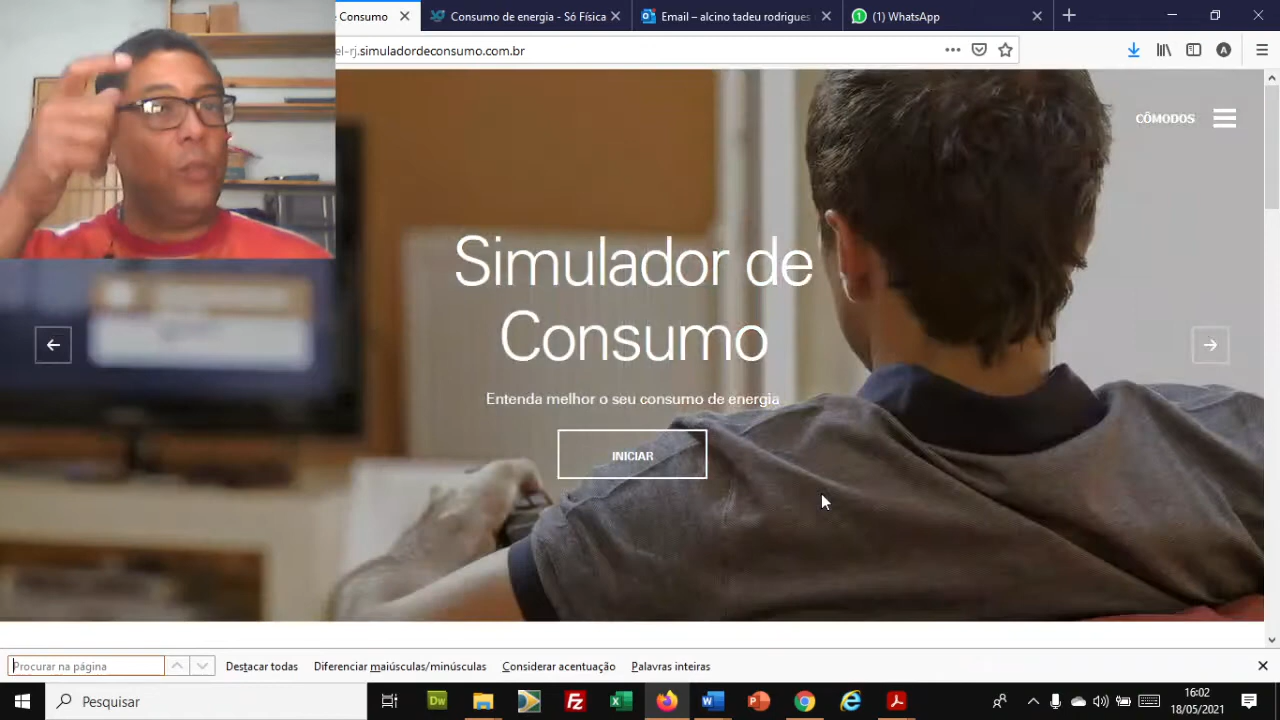 e Consumo
Consumo de energia - Só Física
Email – alcino tadeu rodrigues
(1) WhatsApp
el-rj.simuladordeconsumo.com.br
CÔMODOS
Simulador de
Consumo
Entenda melhor o seu consumo de energia
INICIAR
Procurar na página
Destacar todas
Diferenciar maiúsculas/minúsculas
Considerar acentuação
Palavras inteiras
Pesquisar
16:02
18/05/2021